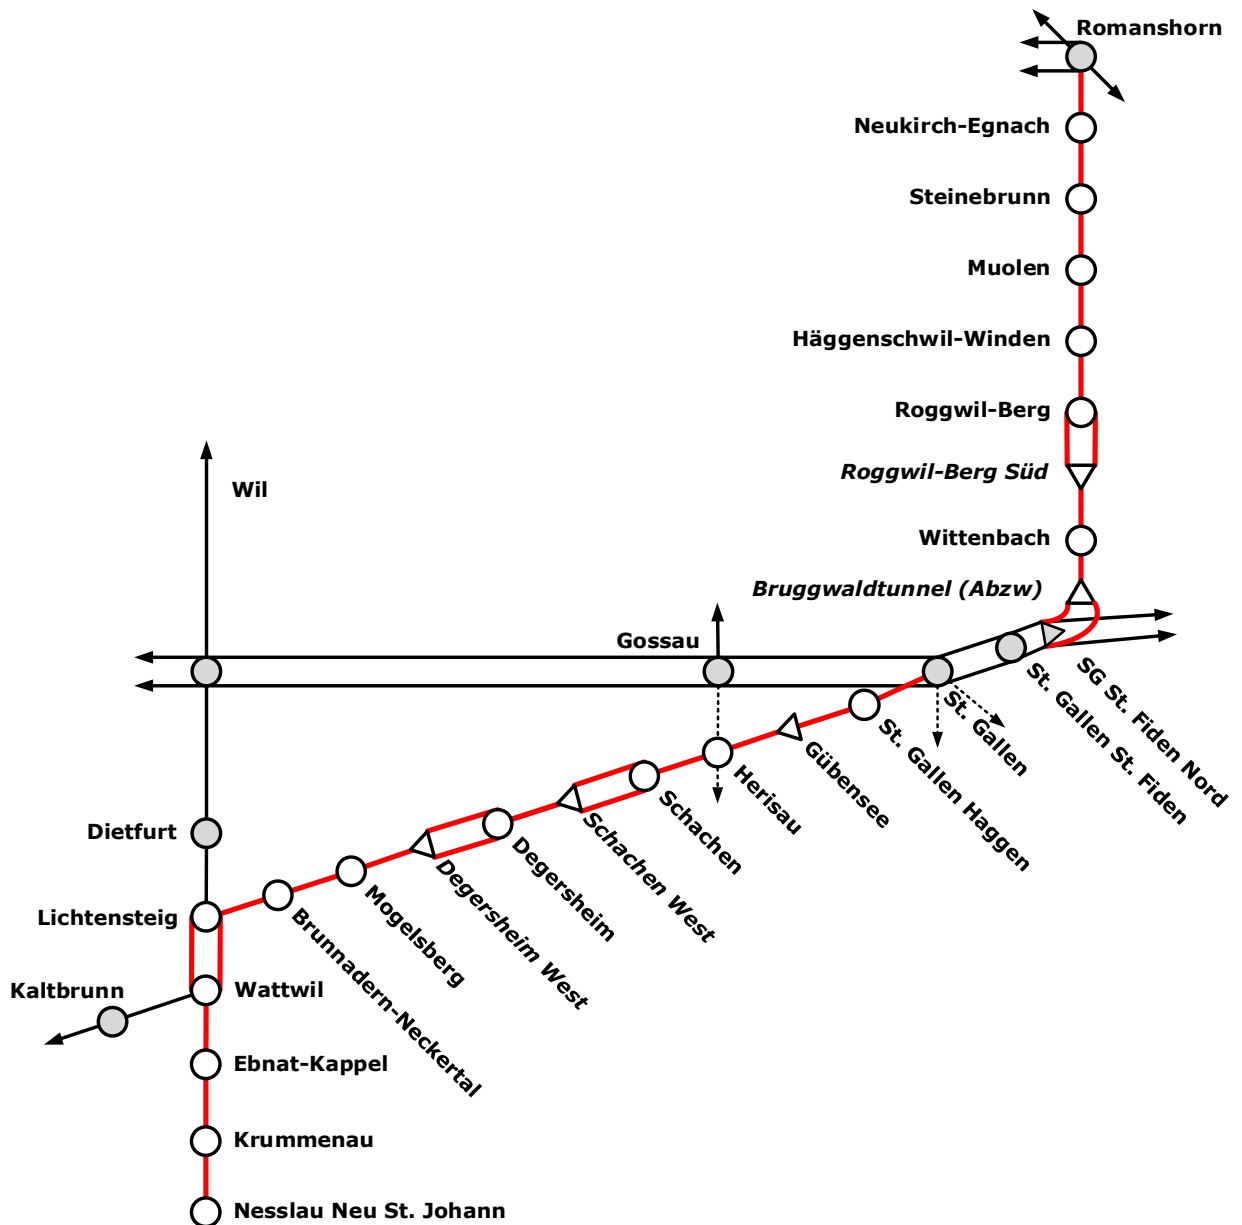 Romanshorn
Neukirch-Egnach
Steinebrunn
Muolen
Häggenschwil-Winden
Roggwil-Berg
Roggwil-Berg Süd
Wil
Wittenbach
Bruggwaldtunnel (Abzw)
Gossau
SG St. Fiden Nord
St. Gallen St. Fiden
St. Gallen
St. Gallen Haggen
Gübensee
Herisau
Schachen
Schachen West
Degersheim
Degersheim West
Mogelsberg
Brunnadern-Neckertal
Dietfurt
Lichtensteig
Kaltbrunn
Wattwil
Ebnat-Kappel
Krummenau
Nesslau Neu St. Johann